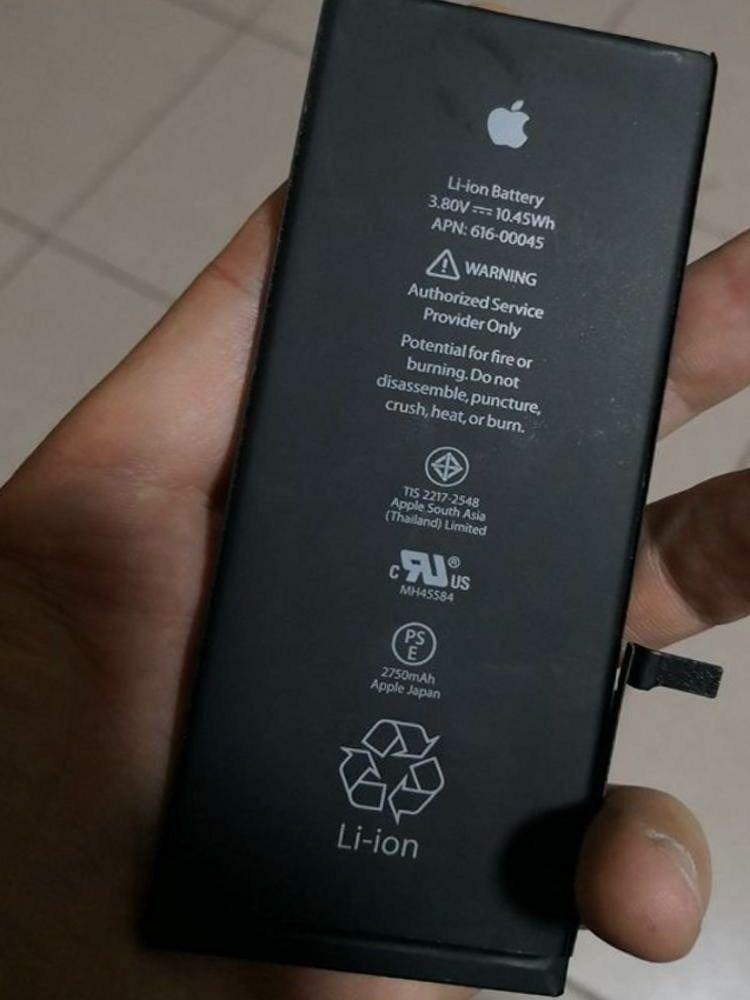 Li-ion Battery
3.80V ⎓ 10.45Wh
APN: 616-00045
WARNING
Authorized Service
Provider Only
Potential for fire or
burning. Do not
disassemble, puncture,
crush, heat, or burn.
TIS 2217-2548
Apple South Asia
(Thailand) Limited
c RU ® US
MH45584
PS
E
2750mAh
Apple Japan
Li-ion